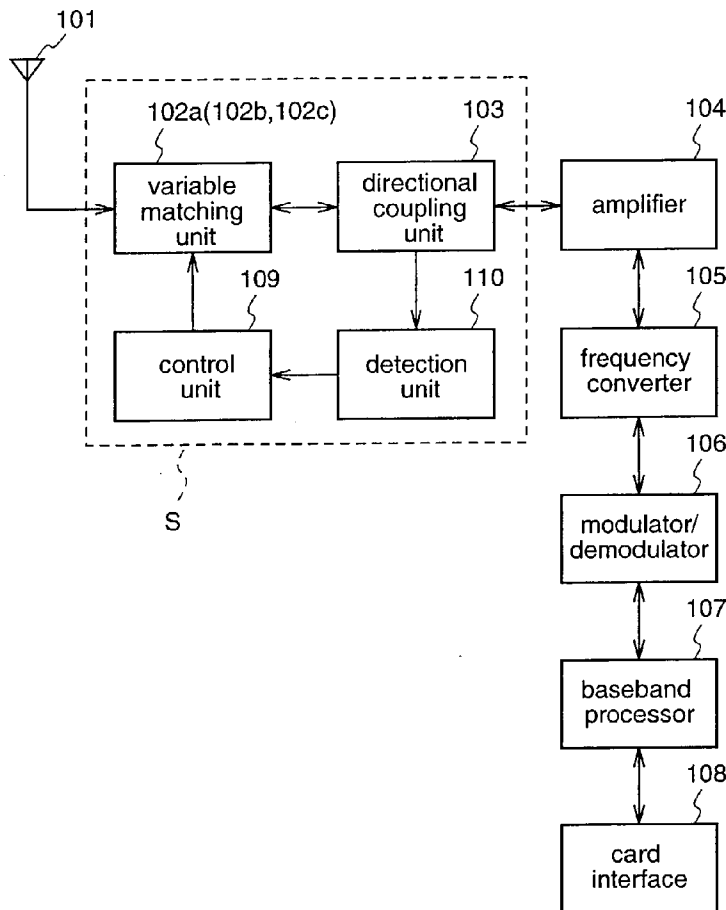 101
102a(102b,102c)
103
104
variable
matching
unit
directional
coupling
unit
amplifier
109
110
105
control
unit
detection
unit
frequency
converter
S
106
modulator/
demodulator
107
baseband
processor
108
card
interface